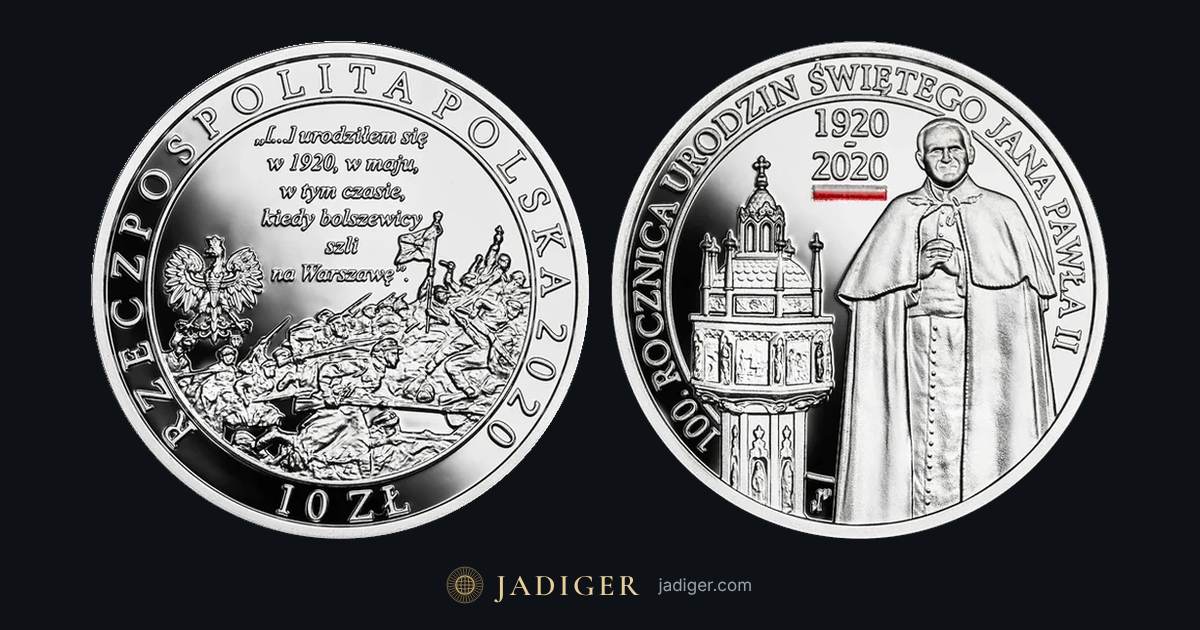 RZECZPOSPOLITA POLSKA 2020
„[...] urodziłem się
w 1920, w maju,
w tym czasie,
kiedy bolszewicy
szli
na Warszawę”.
10 ZŁ
100. ROCZNICA URODZIN ŚWIĘTEGO JANA PAWŁA II
1920
-
2020
JADIGER jadiger.com